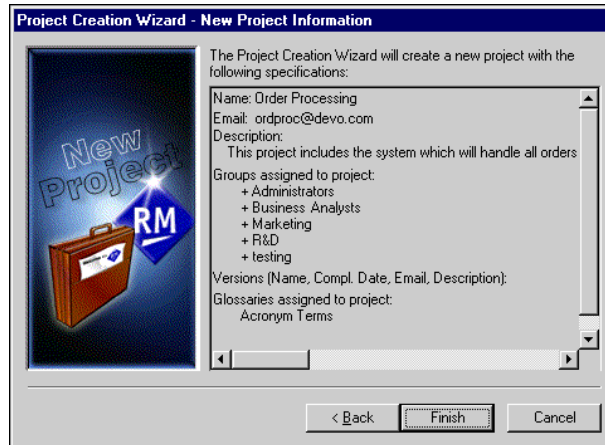 Project Creation Wizard - New Project Information
New
Project
RM
The Project Creation Wizard will create a new project with the
following specifications:
Name: Order Processing
Email: ordproc@devo.com
Description:
This project includes the system which will handle all orders
Groups assigned to project:
+ Administrators
+ Business Analysts
+ Marketing
+ R&D
+ testing
Versions (Name, Compl. Date, Email, Description):
Glossaries assigned to project:
Acronym Terms
< Back
Finish
Cancel